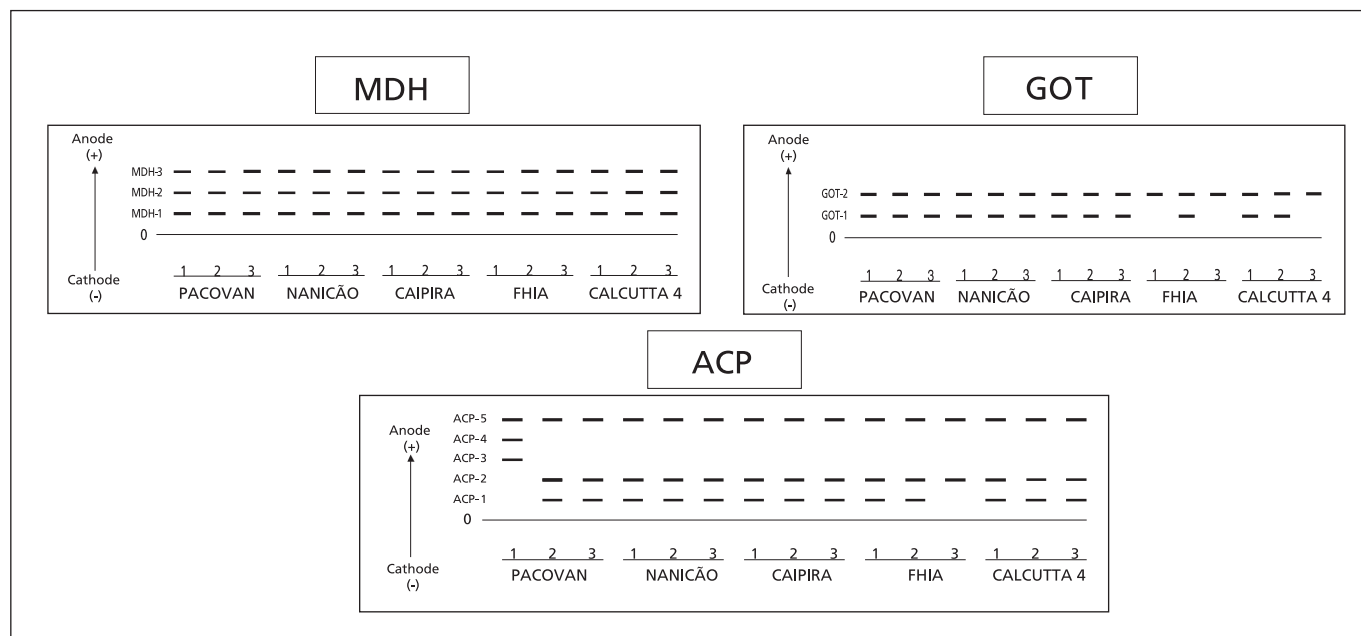 MDH
Anode
(+)
MDH-3
MDH-2
MDH-1
0
Cathode
(-)
1 2 3 1 2 3 1 2 3 1 2 3 1 2 3
PACOVAN NANICÃO CAIPIRA FHIA CALCUTTA 4
GOT
Anode
(+)
GOT-2
GOT-1
0
Cathode
(-)
1 2 3 1 2 3 1 2 3 1 2 3 1 2 3
PACOVAN NANICÃO CAIPIRA FHIA CALCUTTA 4
ACP
Anode
(+)
ACP-5
ACP-4
ACP-3
ACP-2
ACP-1
0
Cathode
(-)
1 2 3 1 2 3 1 2 3 1 2 3 1 2 3
PACOVAN NANICÃO CAIPIRA FHIA CALCUTTA 4